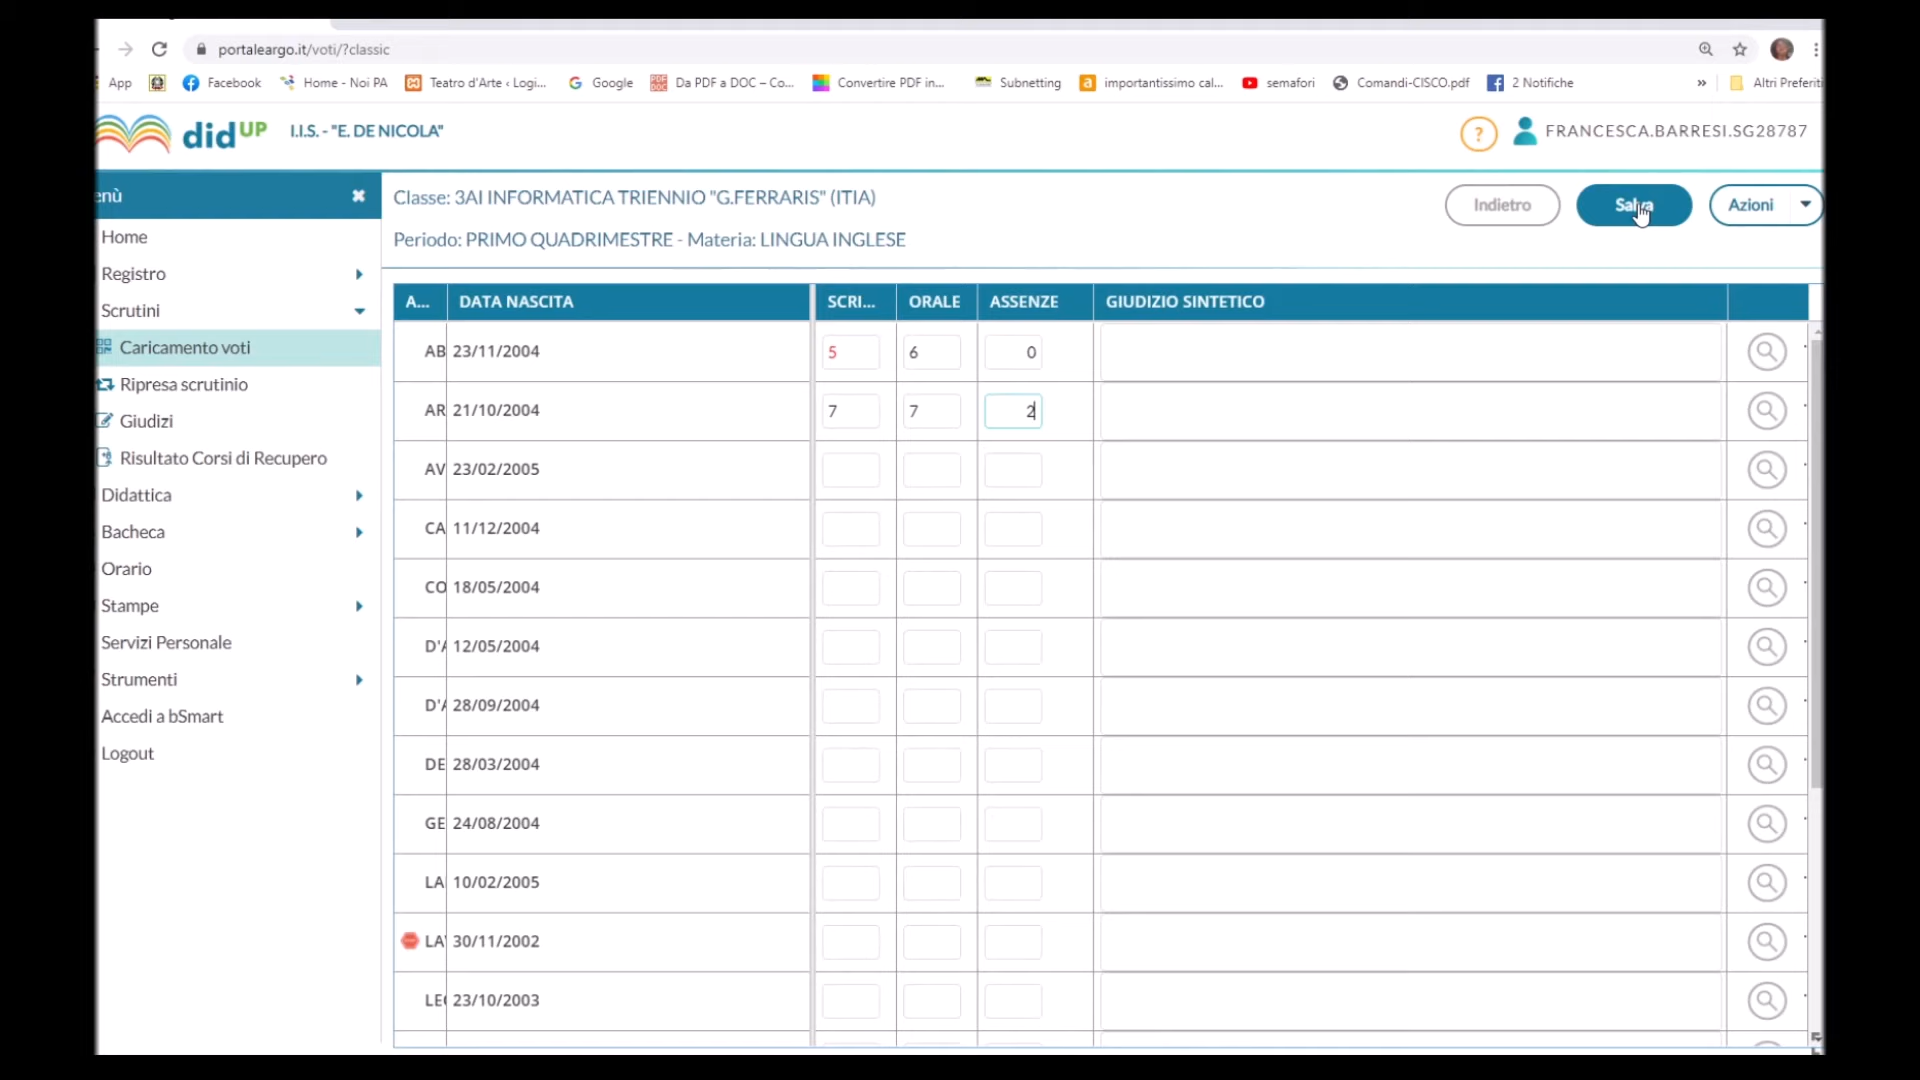 portaleargo.it/voti/?classic
App
Facebook
Home - Noi PA
Teatro d'Arte ‹ Logi...
Google
Da PDF a DOC – Co...
Convertire PDF in...
Subnetting
importantissimo cal...
semafori
Comandi-CISCO.pdf
2 Notifiche
»
Altri Preferiti
didUP
I.I.S. - "E. DE NICOLA"
?
FRANCESCA.BARRESI.SG28787
enù
Home
Registro
Scrutini
Caricamento voti
Ripresa scrutinio
Giudizi
Risultato Corsi di Recupero
Didattica
Bacheca
Orario
Stampe
Servizi Personale
Strumenti
Accedi a bSmart
Logout
Classe: 3AI INFORMATICA TRIENNIO "G.FERRARIS" (ITIA)
Periodo: PRIMO QUADRIMESTRE - Materia: LINGUA INGLESE
Indietro
Salva
Azioni
A... DATA NASCITA SCRI... ORALE ASSENZE GIUDIZIO SINTETICO
AB 23/11/2004 5 6 0
AR 21/10/2004 7 7 2
AV 23/02/2005
CA 11/12/2004
CO 18/05/2004
D'A 12/05/2004
D'A 28/09/2004
DE 28/03/2004
GE 24/08/2004
LA 10/02/2005
LA 30/11/2002
LE 23/10/2003